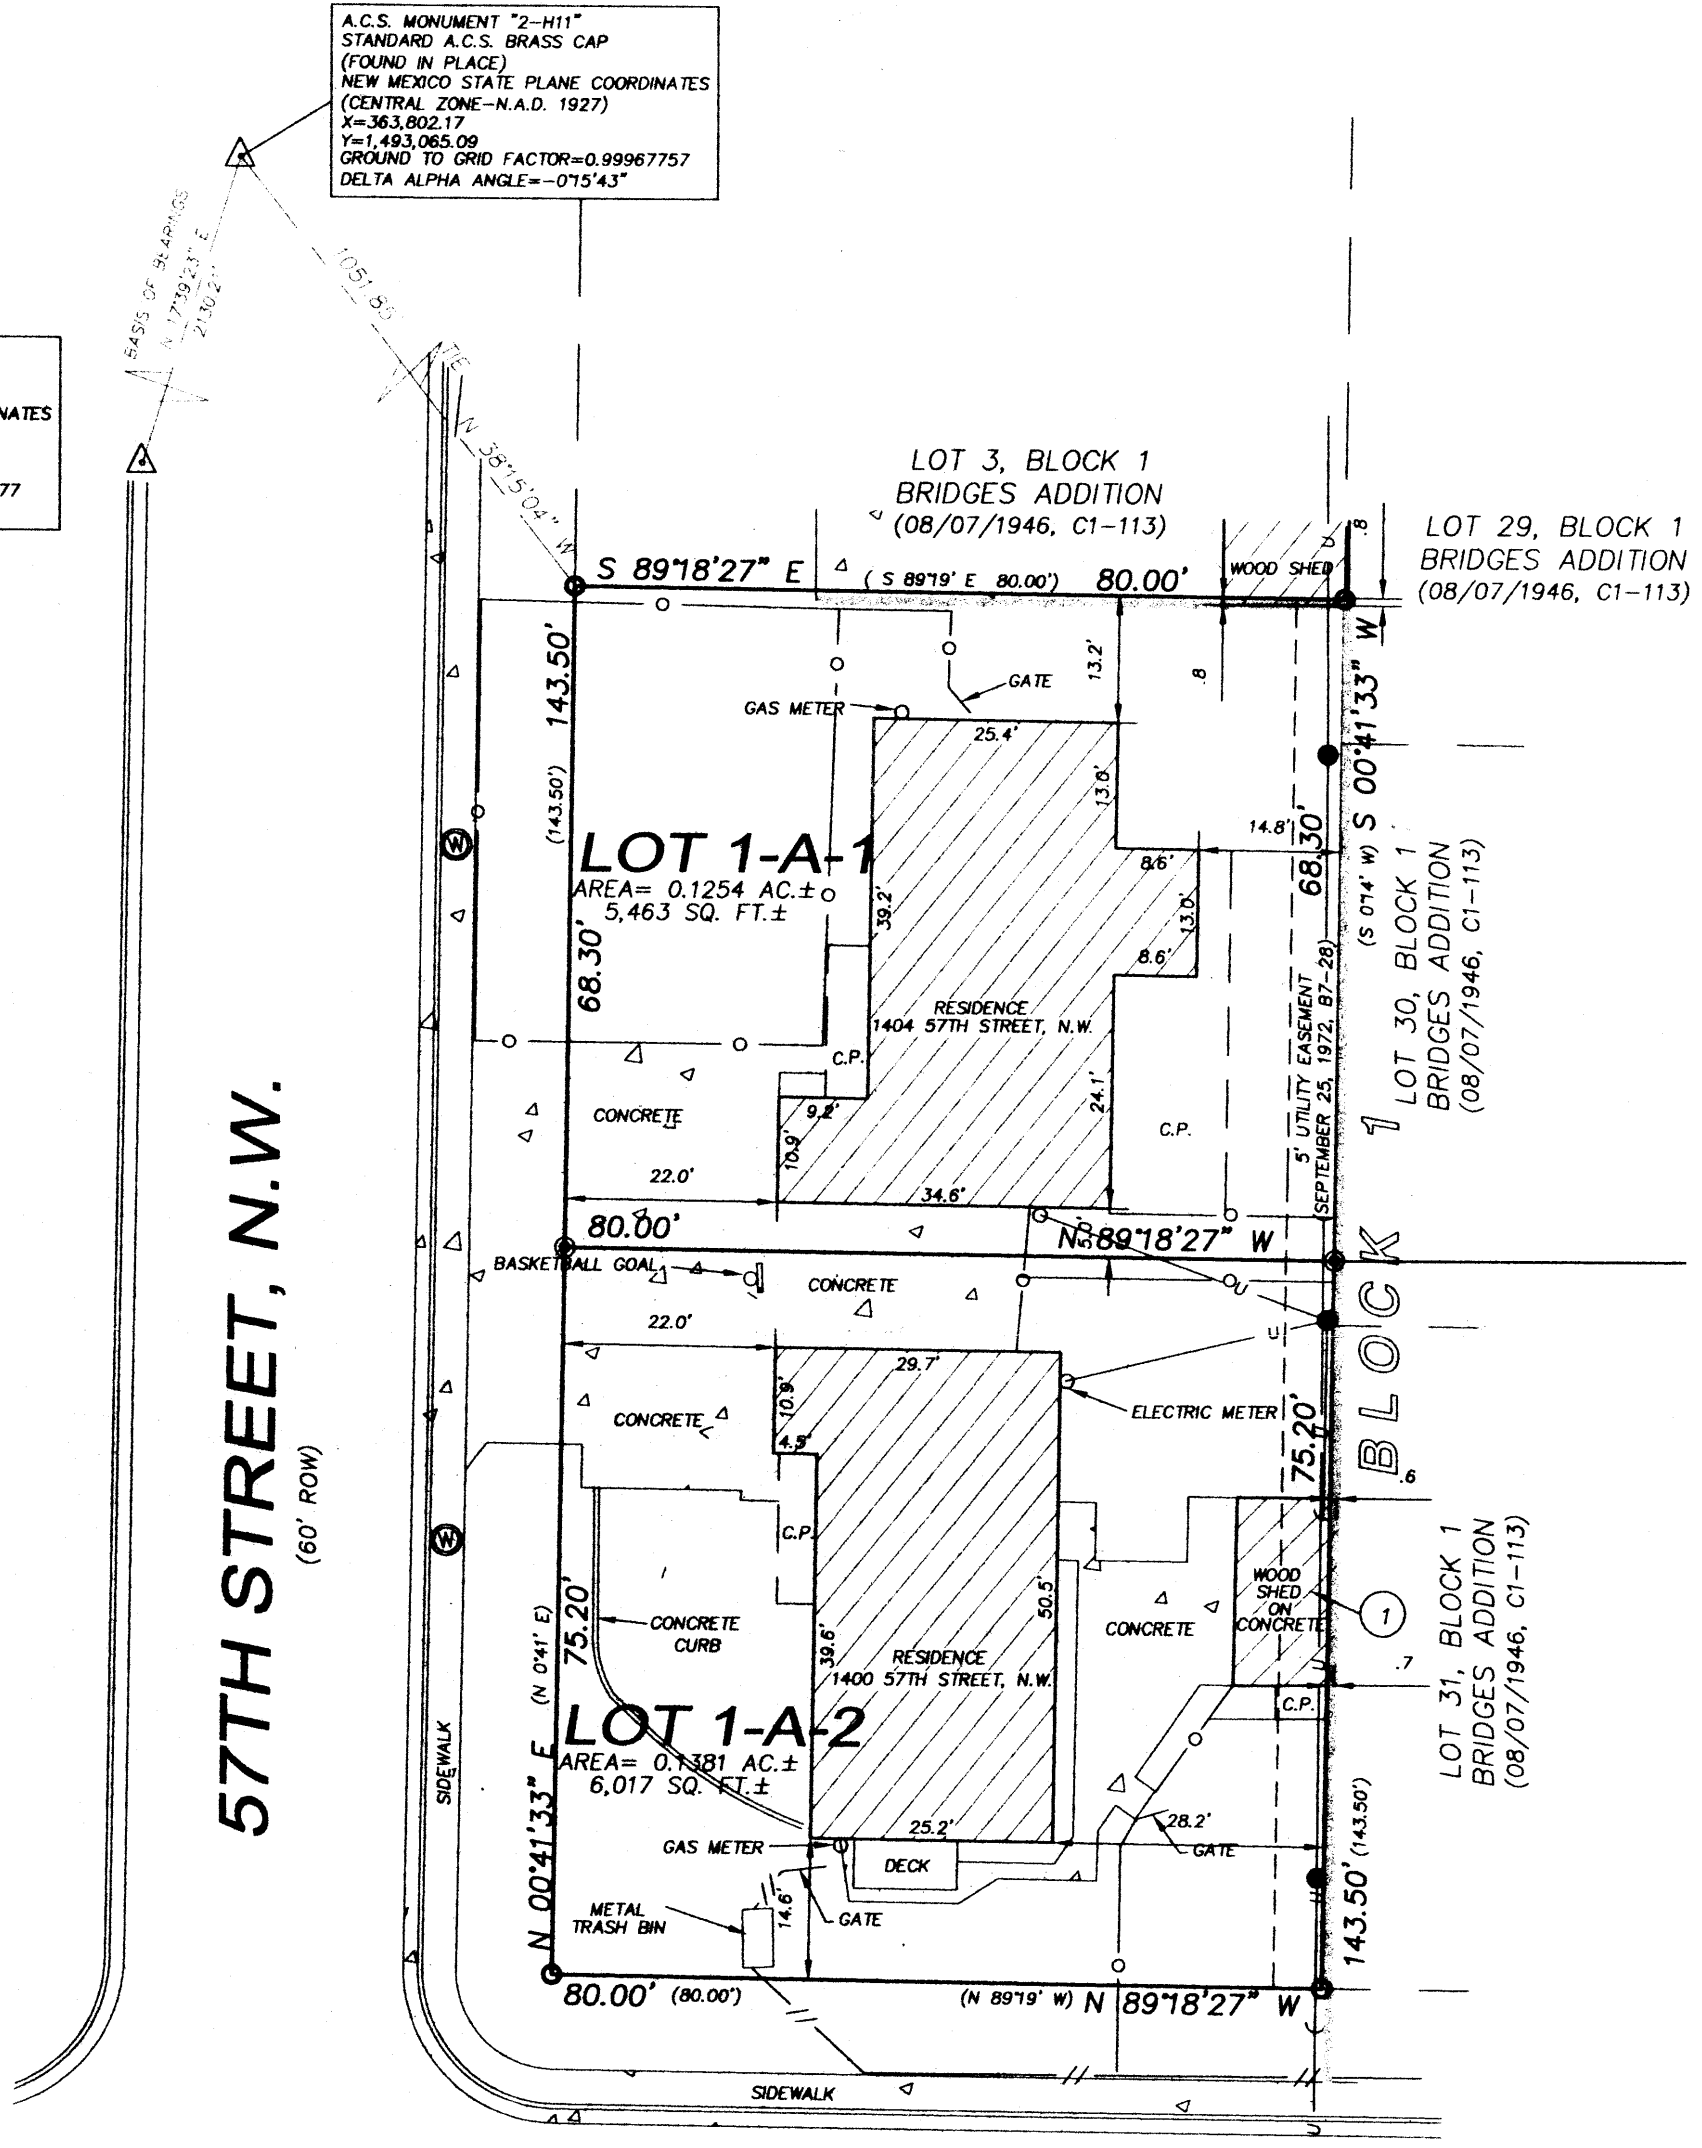 A.C.S. MONUMENT "2-H11"
STANDARD A.C.S. BRASS CAP
(FOUND IN PLACE)
NEW MEXICO STATE PLANE COORDINATES
(CENTRAL ZONE-N.A.D. 1927)
X=363,802.17
Y=1,493,065.09
GROUND TO GRID FACTOR=0.99967757
DELTA ALPHA ANGLE=-0°15'43"
BASIS OF BEARINGS
N 17°39'23" E
TIE
N 38°15'04" W
NATES
77
LOT 3, BLOCK 1
BRIDGES ADDITION
(08/07/1946, C1-113)
LOT 29, BLOCK 1
BRIDGES ADDITION
(08/07/1946, C1-113)
S 89°18'27" E
(S 89°19' E 80.00')
80.00'
WOOD SHED
.8
.8
143.50'
(143.50')
68.30'
13.2'
GATE
GAS METER
25.4'
13.0'
8.6'
14.8'
13.0'
8.6'
39.2'
24.1'
LOT 1-A-1
AREA= 0.1254 AC.±
5,463 SQ. FT.±
RESIDENCE
1404 57TH STREET, N.W.
C.P.
CONCRETE
9.2'
10.9'
22.0'
34.6'
C.P.
5.0'
5' UTILITY EASEMENT
(SEPTEMBER 25, 1972, B7-28)
68.30'
S 00°41'33" W
(S 0°14' W)
LOT 30, BLOCK 1
BRIDGES ADDITION
(08/07/1946, C1-113)
BLOCK 1
80.00'
N 89°18'27" W
BASKETBALL GOAL
CONCRETE
22.0'
29.7'
10.9'
4.5'
CONCRETE
ELECTRIC METER
75.20'
.6
C.P.
CONCRETE
CURB
39.6'
50.5'
RESIDENCE
1400 57TH STREET, N.W.
CONCRETE
WOOD
SHED
ON
CONCRETE
1
.7
C.P.
LOT 31, BLOCK 1
BRIDGES ADDITION
(08/07/1946, C1-113)
75.20'
(N 0°41' E)
N 00°41'33" E
LOT 1-A-2
AREA= 0.1381 AC.±
6,017 SQ. FT.±
25.2'
28.2'
GATE
GAS METER
DECK
METAL
TRASH BIN
14.6'
GATE
143.50' (143.50')
80.00' (80.00')
(N 89°19' W) N 89°18'27" W
SIDEWALK
SIDEWALK
W
W
57TH STREET, N.W.
(60' ROW)